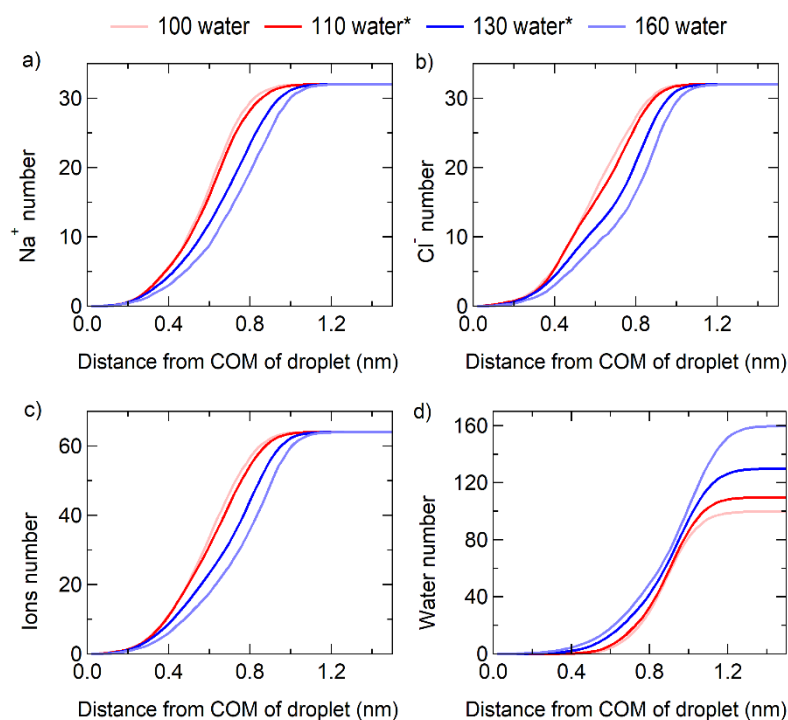 100 water 110 water* 130 water* 160 water
a)
Na+ number
30
20
10
0
0.0 0.4 0.8 1.2
Distance from COM of droplet (nm)
b)
Cl- number
30
20
10
0
0.0 0.4 0.8 1.2
Distance from COM of droplet (nm)
c)
Ions number
60
40
20
0
0.0 0.4 0.8 1.2
Distance from COM of droplet (nm)
d)
Water number
160
120
80
40
0
0.0 0.4 0.8 1.2
Distance from COM of droplet (nm)